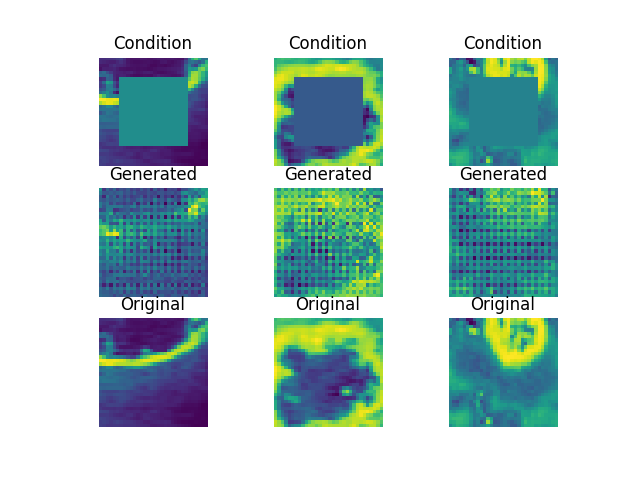 Condition Condition Condition
Generated Generated Generated
Original Original Original